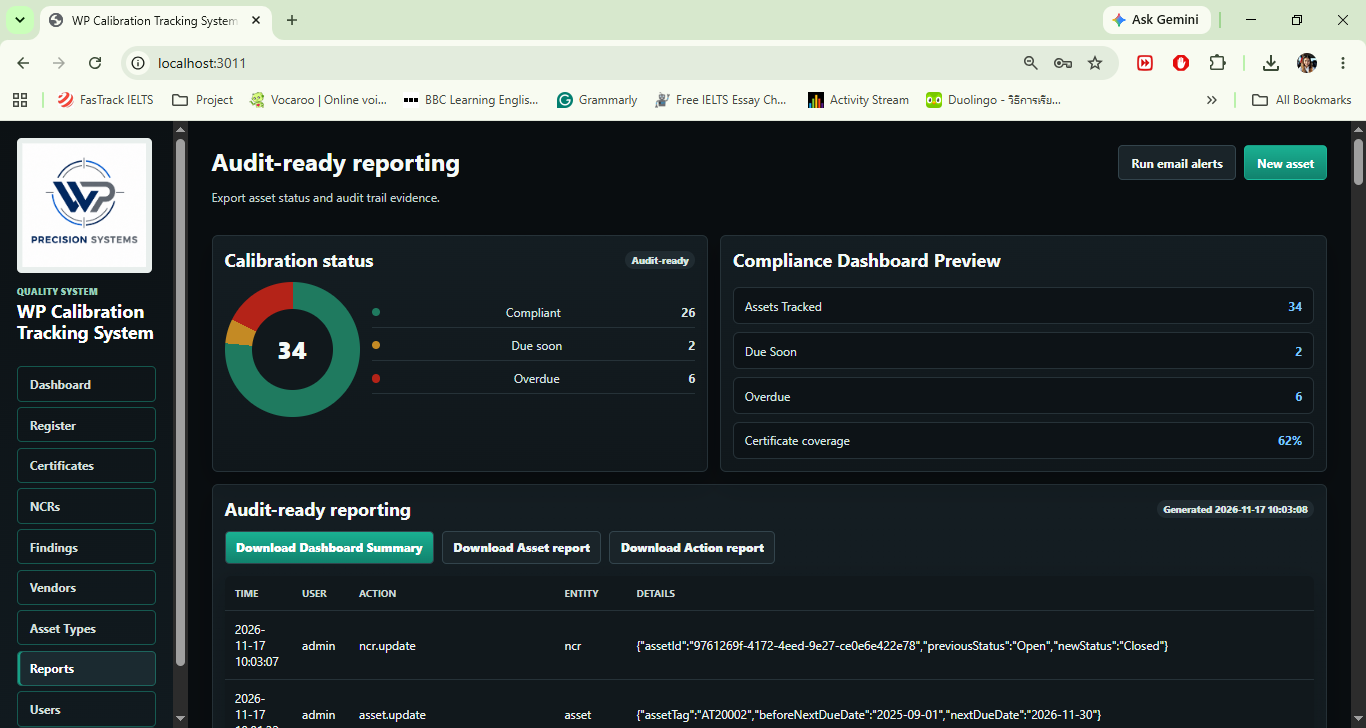 WP Calibration Tracking System
Ask Gemini
localhost:3011
FasTrack IELTS
Project
Vocaroo | Online voi...
BBC Learning Englis...
Grammarly
Free IELTS Essay Ch...
Activity Stream
Duolingo - วิธีการเรีย...
All Bookmarks
WP
PRECISION SYSTEMS
QUALITY SYSTEM
WP Calibration
Tracking System
Dashboard
Register
Certificates
NCRs
Findings
Vendors
Asset Types
Reports
Users
Audit-ready reporting
Export asset status and audit trail evidence.
Run email alerts
New asset
Calibration status
Audit-ready
34
Compliant 26
Due soon 2
Overdue 6
Compliance Dashboard Preview
Assets Tracked 34
Due Soon 2
Overdue 6
Certificate coverage 62%
Audit-ready reporting
Generated 2026-11-17 10:03:08
Download Dashboard Summary
Download Asset report
Download Action report
TIME USER ACTION ENTITY DETAILS
2026-
11-17
10:03:07
admin ncr.update ncr {"assetId":"9761269f-4172-4eed-9e27-ce0e6e422e78","previousStatus":"Open","newStatus":"Closed"}
2026-
11-17
admin asset.update asset {"assetTag":"AT20002","beforeNextDueDate":"2025-09-01","nextDueDate":"2026-11-30"}